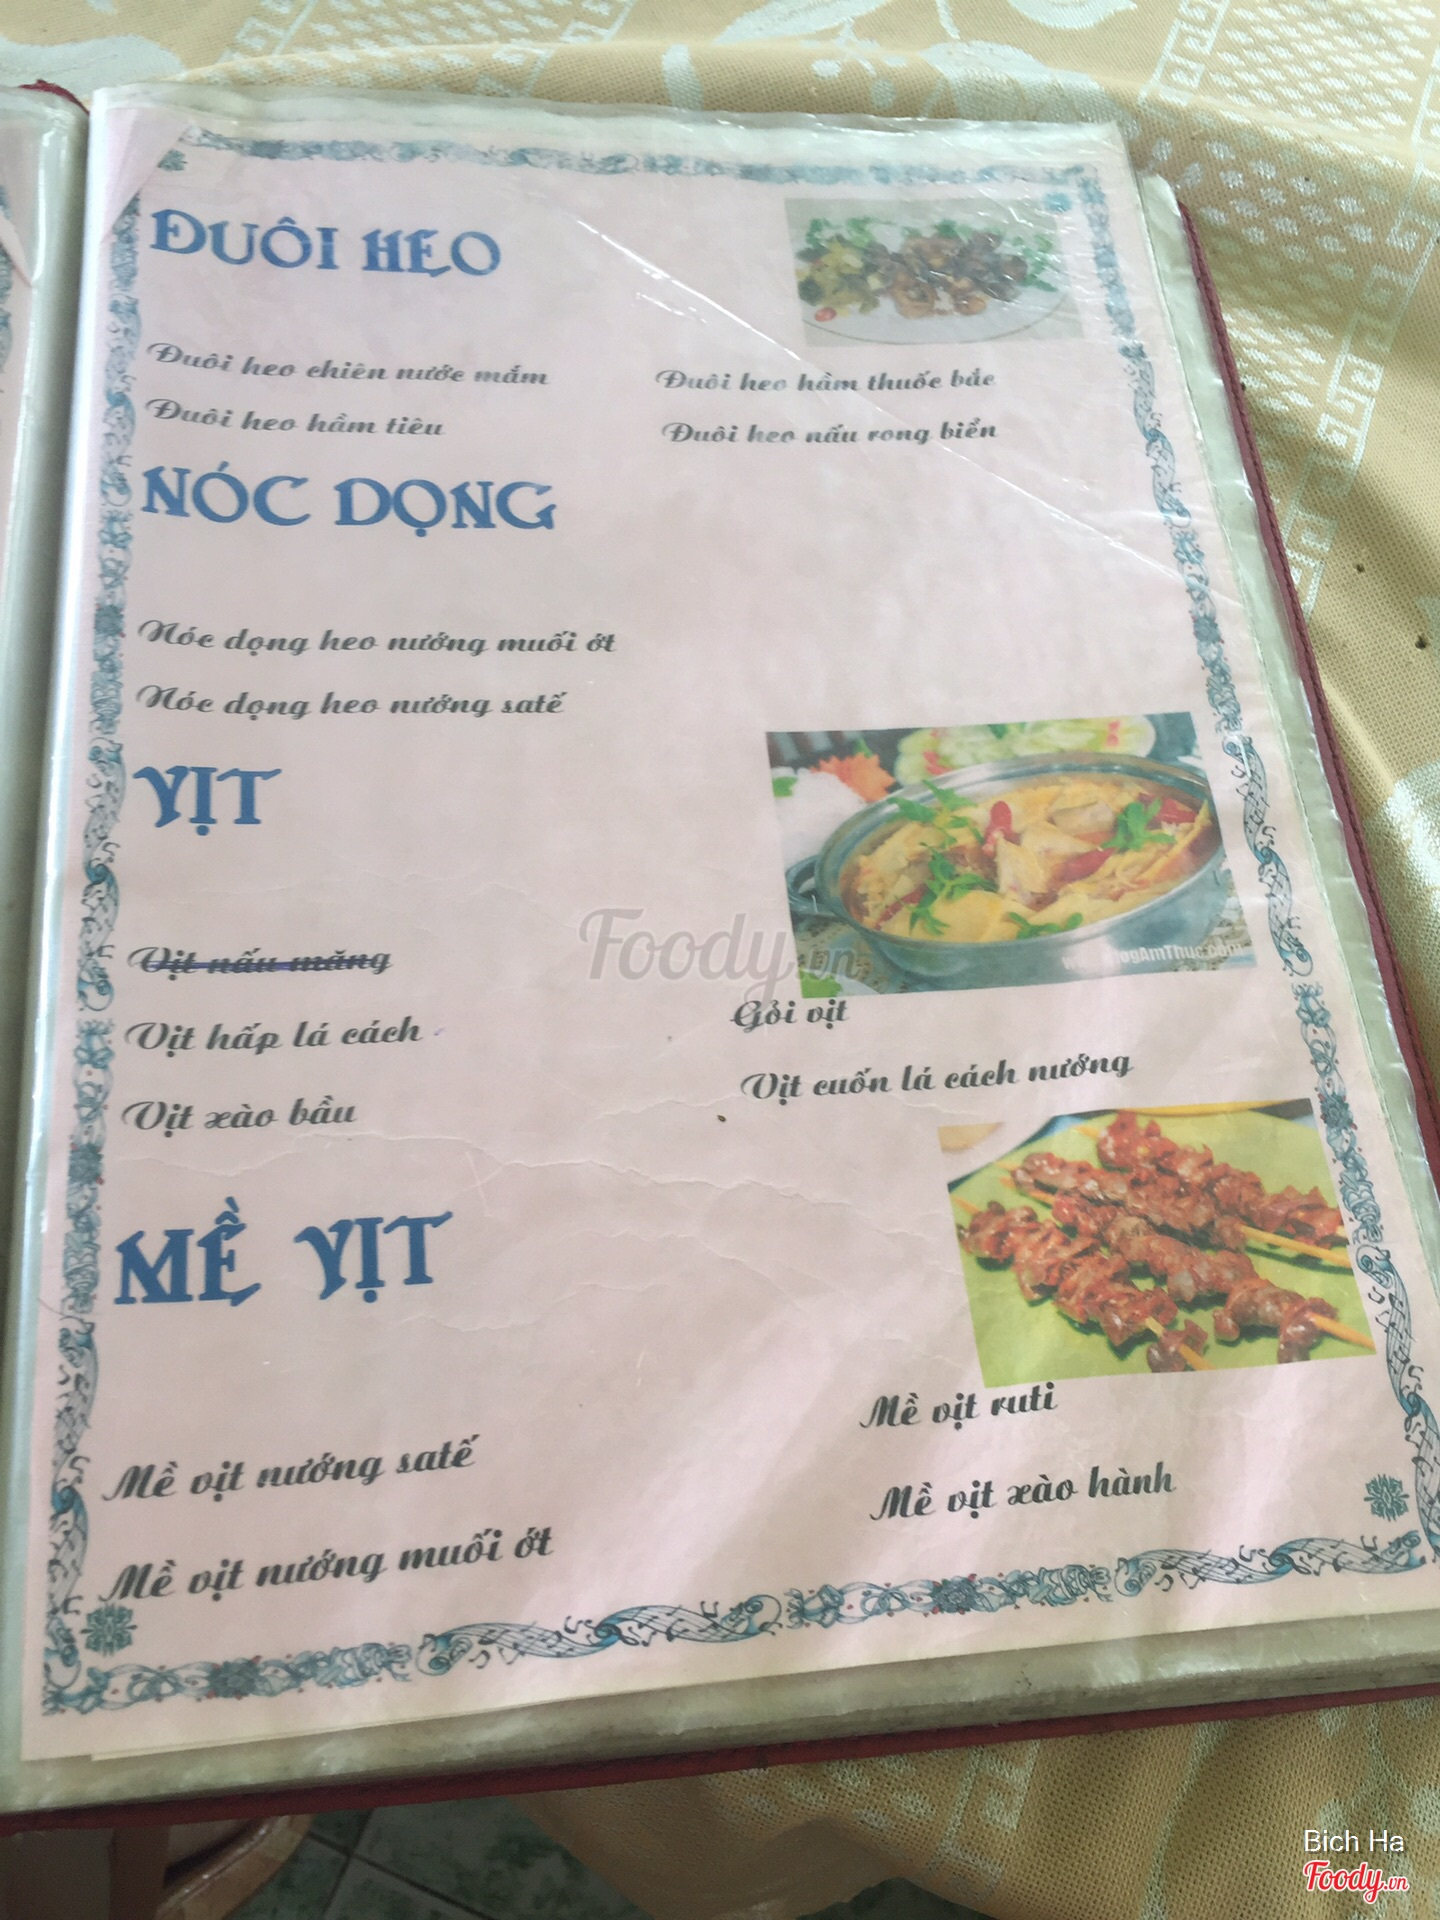 ĐUÔI HEO
Đuôi heo chiên nước mắm
Đuôi heo hầm thuốc bắc
Đuôi heo hầm tiêu
Đuôi heo nấu rong biển
NÓC DỌNG
Nóc dọng heo nướng muối ớt
Nóc dọng heo nướng satế
VỊT
Vịt nấu măng
Gỏi vịt
Vịt hấp lá cách
Vịt cuốn lá cách nướng
Vịt xào bầu
MỀ VỊT
Mề vịt ruti
Mề vịt nướng satế
Mề vịt xào hành
Mề vịt nướng muối ớt
Foody.vn
Bich Ha
Foody.vn